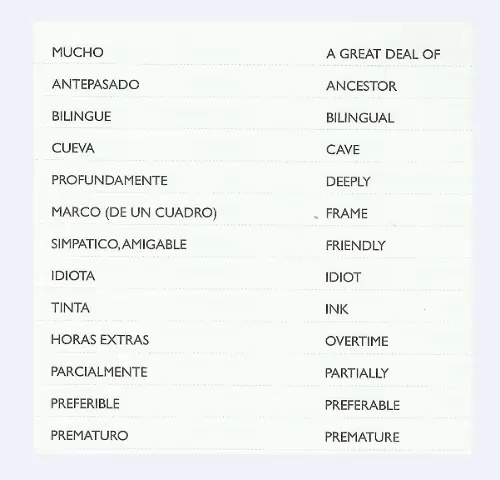 MUCHO A GREAT DEAL OF
ANTEPASADO ANCESTOR
BILINGUE BILINGUAL
CUEVA CAVE
PROFUNDAMENTE DEEPLY
MARCO (DE UN CUADRO) FRAME
SIMPATICO,AMIGABLE FRIENDLY
IDIOTA IDIOT
TINTA INK
HORAS EXTRAS OVERTIME
PARCIALMENTE PARTIALLY
PREFERIBLE PREFERABLE
PREMATURO PREMATURE